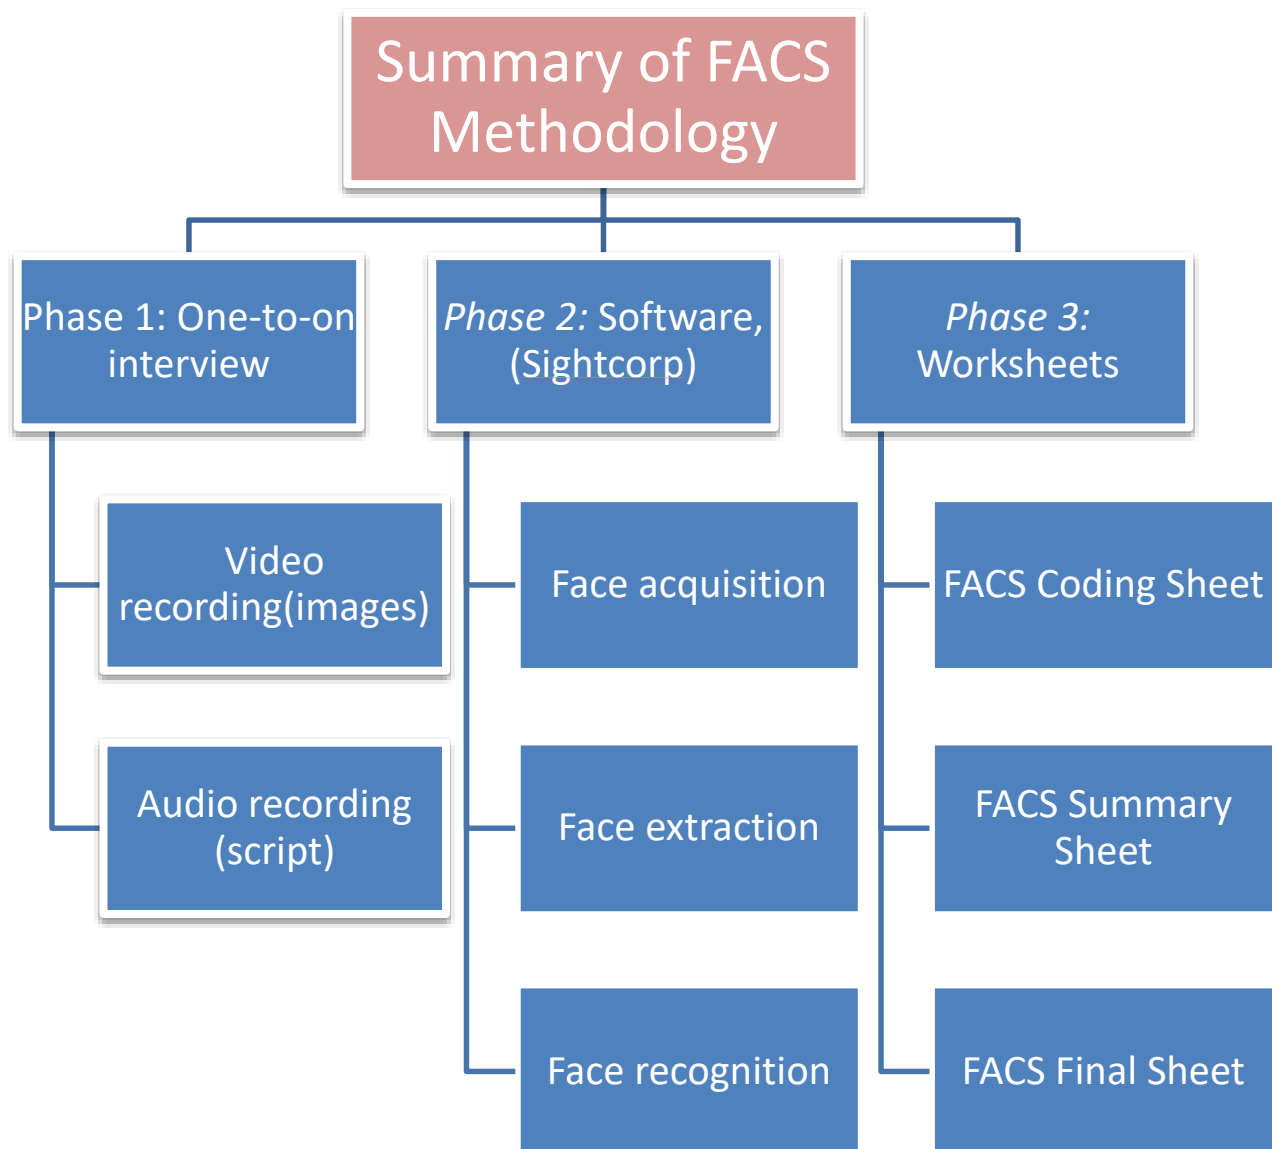 Summary of FACS
Methodology
Phase 1: One-to-on
interview
Phase 2: Software,
(Sightcorp)
Phase 3:
Worksheets
Video
recording(images)
Audio recording
(script)
Face acquisition
Face extraction
Face recognition
FACS Coding Sheet
FACS Summary
Sheet
FACS Final Sheet